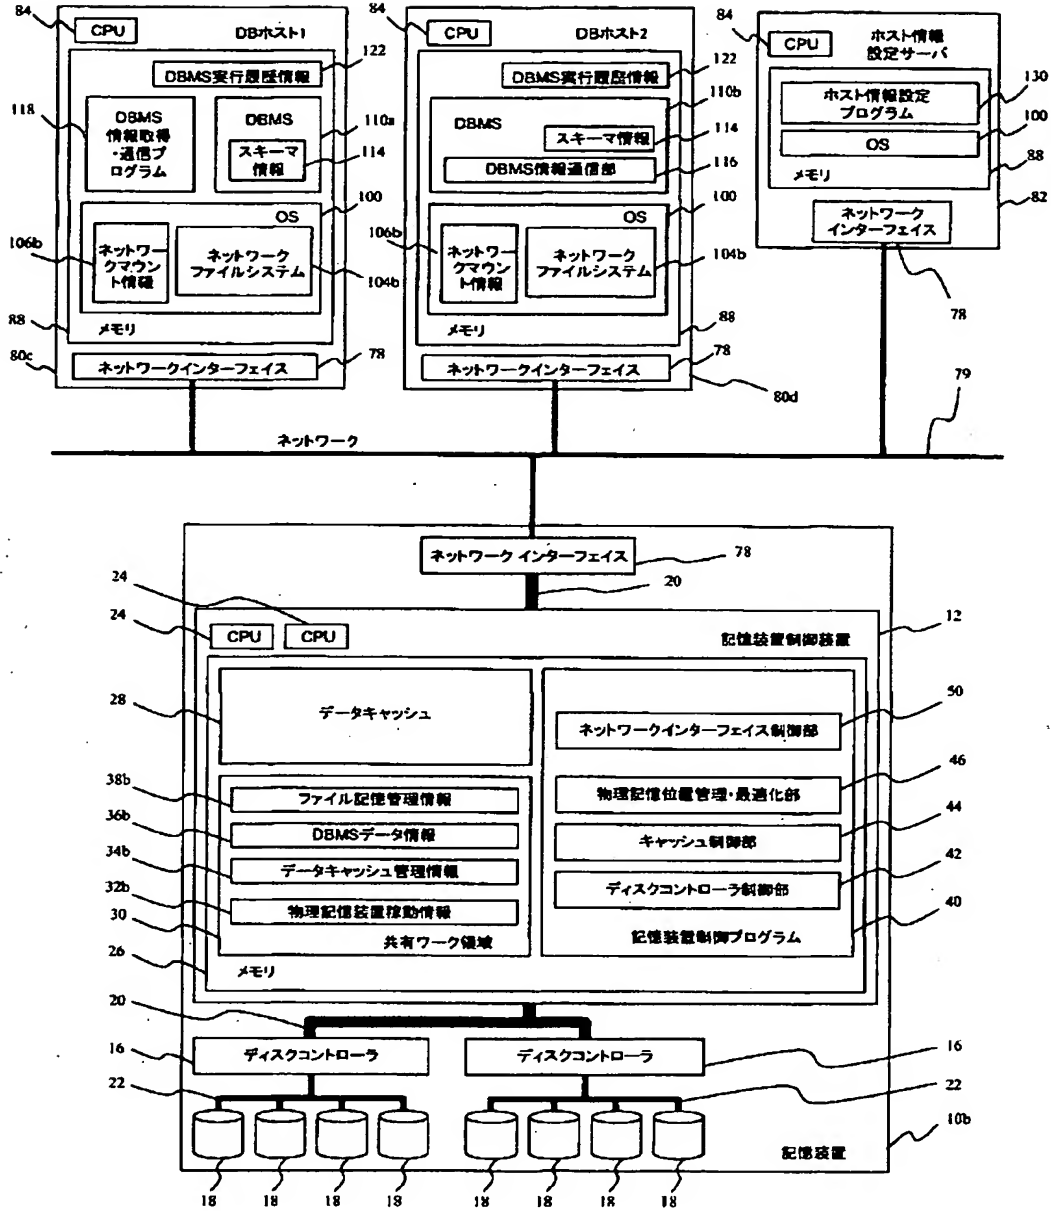 84
CPU
DBホスト1
DBMS実行履歴情報
122
118
DBMS
情報取得
・通信プ
ログラム
DBMS
スキーマ
情報
110a
114
OS
100
106b
ネットワー
クマウン
ト情報
ネットワーク
ファイルシステム
104b
88
メモリ
80c
ネットワークインターフェイス
78
84
CPU
DBホスト2
DBMS実行履歴情報
122
110b
DBMS
スキーマ情報
114
DBMS情報通信部
116
OS
100
106b
ネットワー
クマウン
ト情報
ネットワーク
ファイルシステム
104b
メモリ
88
ネットワークインターフェイス
78
80d
84
CPU
ホスト情報
設定サーバ
ホスト情報設定
プログラム
130
100
OS
メモリ
88
82
ネットワーク
インターフェイス
78
79
ネットワーク
ネットワーク インターフェイス
78
20
24
24
CPU
CPU
記憶装置制御装置
12
28
データキャッシュ
50
ネットワークインターフェイス制御部
38b
ファイル記憶管理情報
46
物理記憶位置管理・最適化部
36b
DBMSデータ情報
44
キャッシュ制御部
34b
データキャッシュ管理情報
42
ディスクコントローラ制御部
32b
物理記憶装置稼動情報
40
30
共有ワーク領域
記憶装置制御プログラム
26
メモリ
20
16
ディスクコントローラ
ディスクコントローラ
16
22
22
10b
記憶装置
18
18
18
18
18
18
18
18